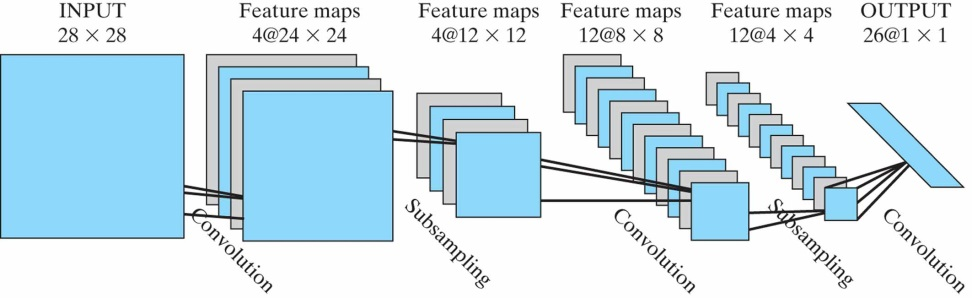 INPUT
28 × 28
Feature maps
4@24 × 24
Feature maps
4@12 × 12
Feature maps
12@8 × 8
Feature maps
12@4 × 4
OUTPUT
26@1 × 1
Convolution
Subsampling
Convolution
Subsampling
Convolution